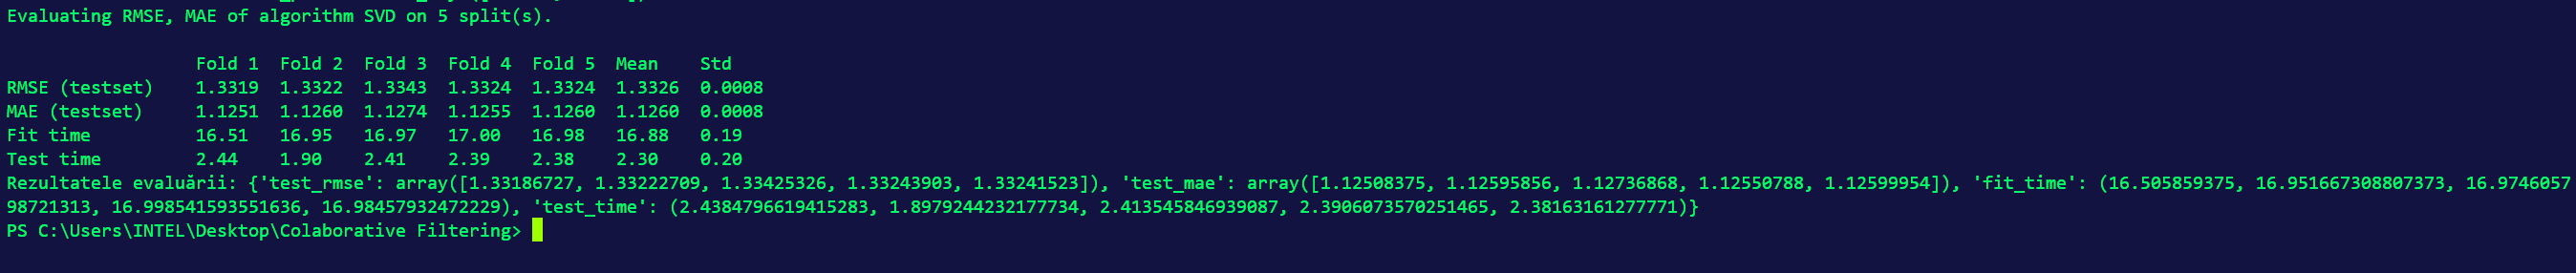 Evaluating RMSE, MAE of algorithm SVD on 5 split(s).
Fold 1  Fold 2  Fold 3  Fold 4  Fold 5  Mean    Std
RMSE (testset)    1.3319  1.3322  1.3343  1.3324  1.3324  1.3326  0.0008
MAE (testset)     1.1251  1.1260  1.1274  1.1255  1.1260  1.1260  0.0008
Fit time          16.51   16.95   16.97   17.00   16.98   16.88   0.19
Test time         2.44    1.90    2.41    2.39    2.38    2.30    0.20
Rezultatele evaluării: {'test_rmse': array([1.33186727, 1.33222709, 1.33425326, 1.33243903, 1.33241523]), 'test_mae': array([1.12508375, 1.12595856, 1.12736868, 1.12550788, 1.12599954]), 'fit_time': (16.505859375, 16.951667308807373, 16.9746057
98721313, 16.998541593551636, 16.98457932472229), 'test_time': (2.4384796619415283, 1.8979244232177734, 2.413545846939087, 2.3906073570251465, 2.38163161277771)}
PS C:\Users\INTEL\Desktop\Colaborative Filtering>